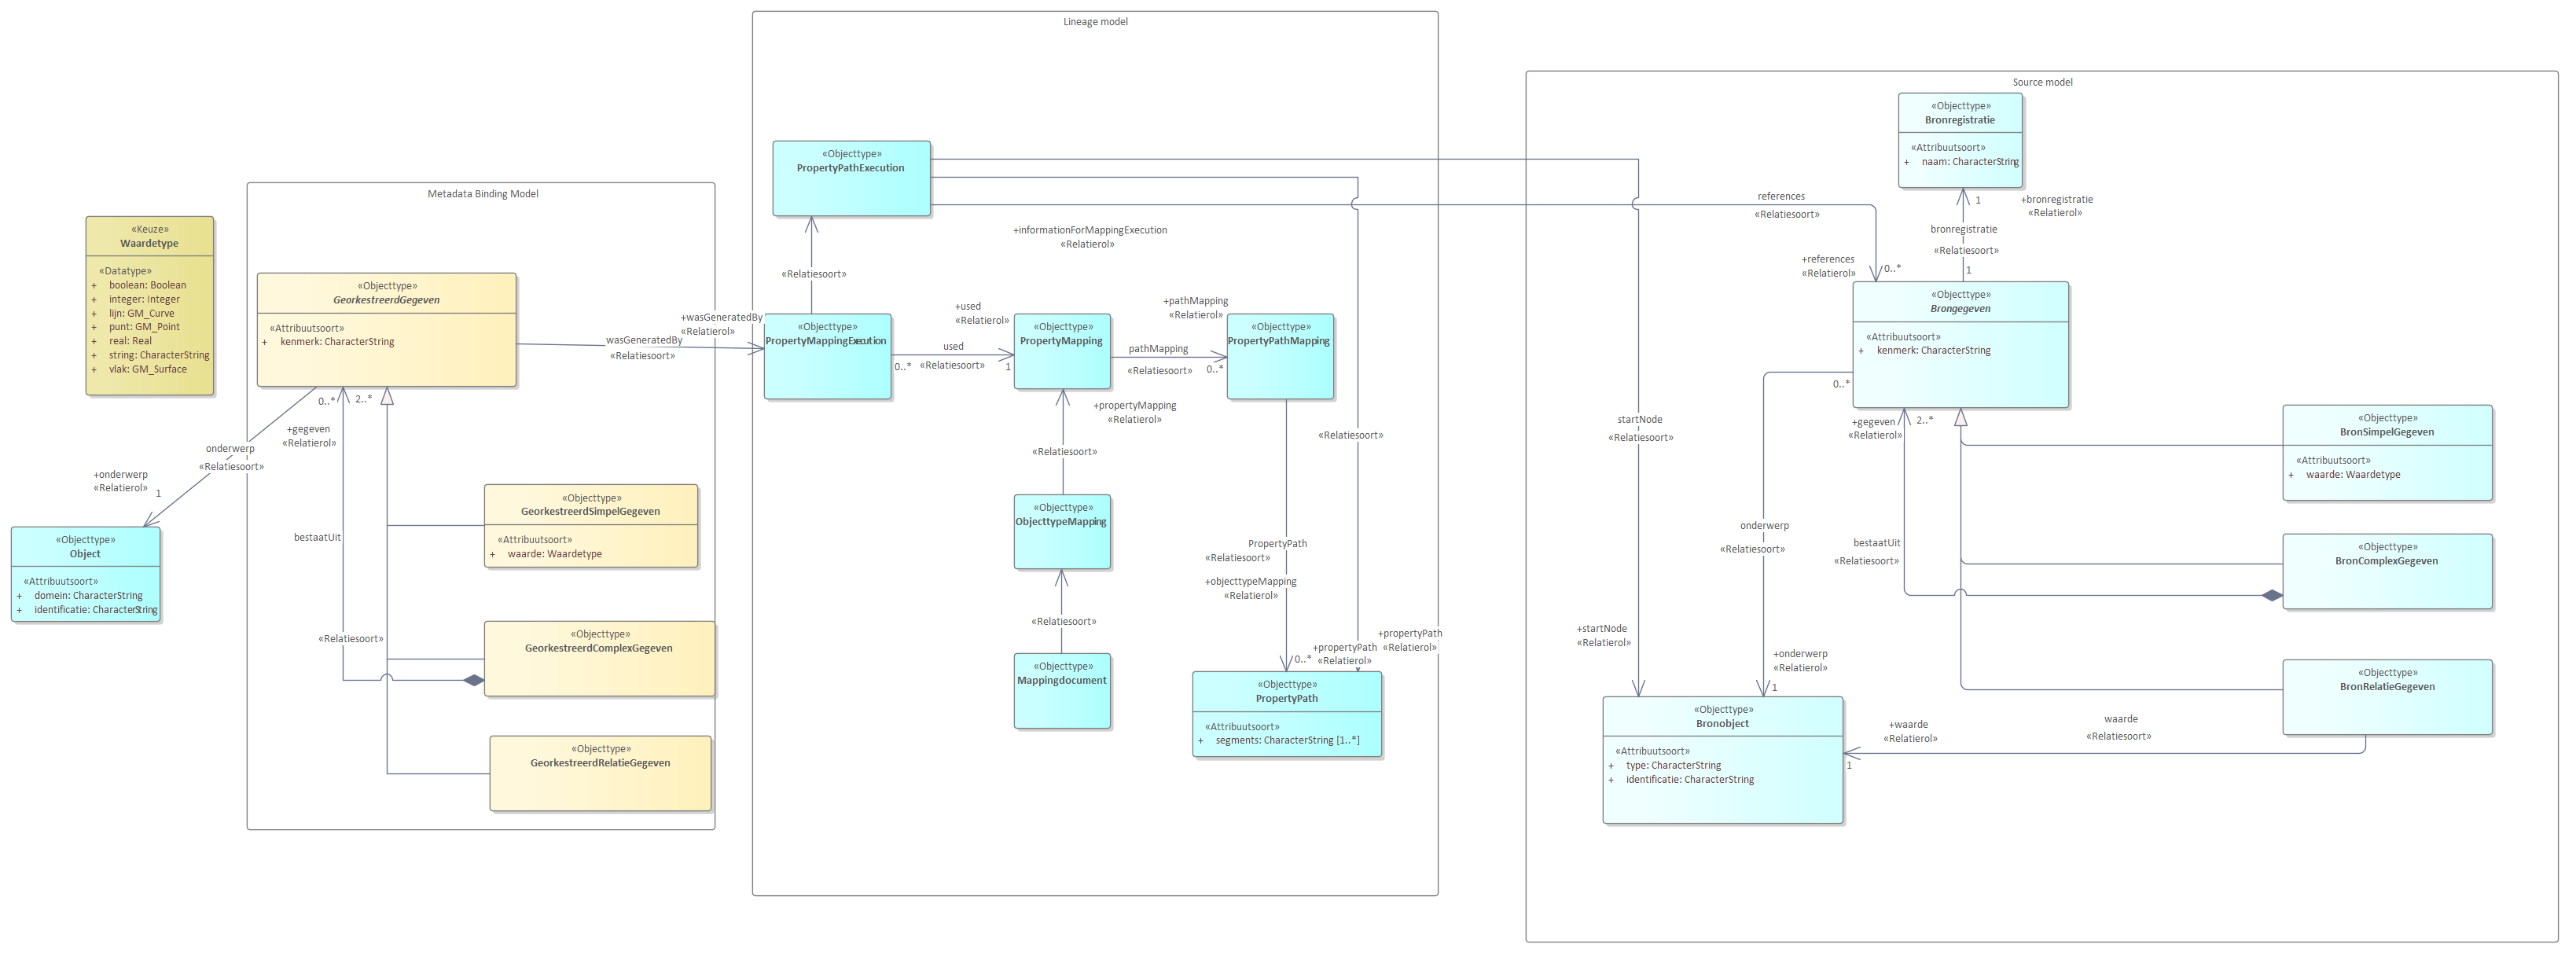 Lineage model
Source model
«Objecttype»
Bronregistratie
«Attribuutsoort»
+ naam: CharacterString
«Objecttype»
PropertyPathExecution
Metadata Binding Model
references
«Relatiesoort»
1
+bronregistratie
«Relatierol»
bronregistratie
«Relatiesoort»
1
+informationForMappingExecution
«Relatierol»
«Relatiesoort»
+references
«Relatierol»
0..*
«Keuze»
Waardetype
«Datatype»
+ boolean: Boolean
+ integer: Integer
+ lijn: GM_Curve
+ punt: GM_Point
+ real: Real
+ string: CharacterString
+ vlak: GM_Surface
«Objecttype»
GeorkestreerdGegeven
«Attribuutsoort»
+ kenmerk: CharacterString
wasGeneratedBy
«Relatiesoort»
+wasGeneratedBy
«Relatierol»
«Objecttype»
PropertyMappingExecution
+used
«Relatierol»
used
0..*
«Relatiesoort»
1
«Objecttype»
PropertyMapping
+pathMapping
«Relatierol»
pathMapping
«Relatiesoort»
0..*
«Objecttype»
PropertyPathMapping
«Objecttype»
Brongegeven
«Attribuutsoort»
+ kenmerk: CharacterString
0..*
0..*
2..*
+gegeven
«Relatierol»
onderwerp
«Relatiesoort»
+onderwerp
«Relatierol»
1
+propertyMapping
«Relatierol»
«Relatiesoort»
«Relatiesoort»
startNode
«Relatiesoort»
+gegeven
«Relatierol»
2..*
«Objecttype»
BronSimpelGegeven
«Attribuutsoort»
+ waarde: Waardetype
«Objecttype»
Object
«Attribuutsoort»
+ domein: CharacterString
+ identificatie: CharacterString
bestaatUit
«Relatiesoort»
«Objecttype»
GeorkestreerdSimpelGegeven
«Attribuutsoort»
+ waarde: Waardetype
«Objecttype»
ObjecttypeMapping
PropertyPath
«Relatiesoort»
+objecttypeMapping
«Relatierol»
«Relatiesoort»
onderwerp
«Relatiesoort»
bestaatUit
«Relatiesoort»
«Objecttype»
BronComplexGegeven
«Objecttype»
GeorkestreerdComplexGegeven
«Objecttype»
Mappingdocument
0..*
+propertyPath
«Relatierol»
+propertyPath
«Relatierol»
+startNode
«Relatierol»
+onderwerp
«Relatierol»
1
«Objecttype»
BronRelatieGegeven
«Objecttype»
PropertyPath
«Attribuutsoort»
+ segments: CharacterString [1..*]
«Objecttype»
Bronobject
«Attribuutsoort»
+ type: CharacterString
+ identificatie: CharacterString
+waarde
«Relatierol»
1
waarde
«Relatiesoort»
«Objecttype»
GeorkestreerdRelatieGegeven